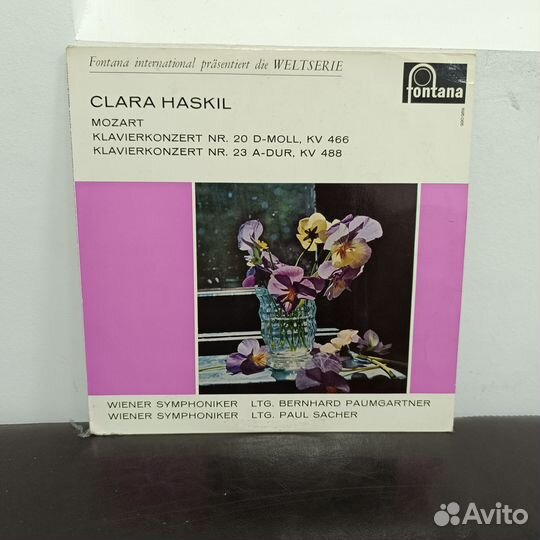 Fontana international präsentiert die WELTSERIE
fontana
CLARA HASKIL
MOZART
KLAVIERKONZERT NR. 20 D-MOLL, KV 466
KLAVIERKONZERT NR. 23 A-DUR, KV 488
WIENER SYMPHONIKER LTG. BERNHARD PAUMGARTNER
WIENER SYMPHONIKER LTG. PAUL SACHER
Avito